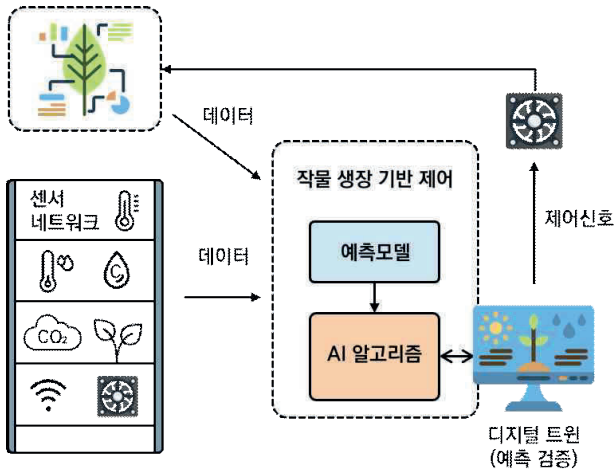 데이터
센서
네트워크
C
CO₂
데이터
작물 생장 기반 제어
예측모델
AI 알고리즘
제어신호
디지털 트윈
(예측 검증)